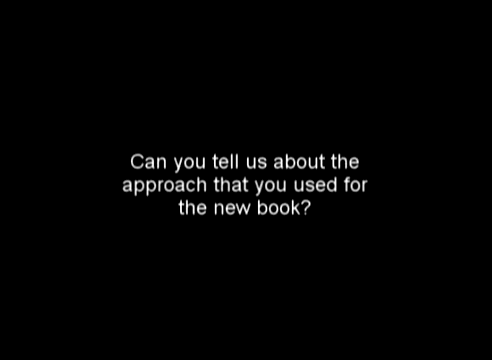 Can you tell us about the
approach that you used for
the new book?